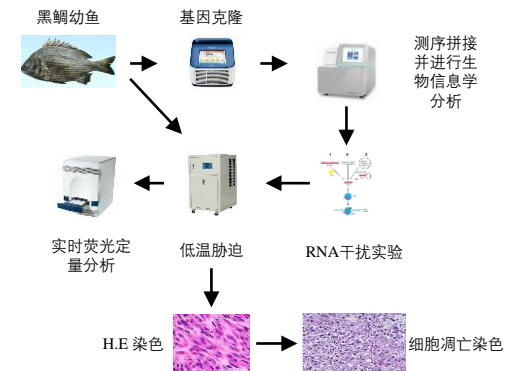 黑鲷幼鱼
基因克隆
测序拼接
并进行生
物信息学
分析
实时荧光定
量分析
低温胁迫
RNA干扰实验
H.E 染色
细胞凋亡染色